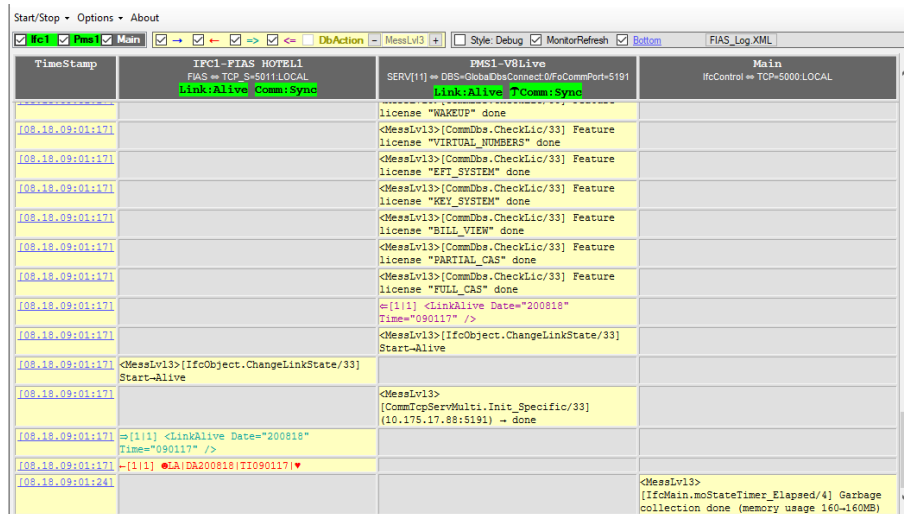 Start/Stop Options About
Ifc1 Pms1 Main → ← => <= DbAction - MessLvl3 + Style: Debug MonitorRefresh Bottom FIAS_Log.XML
TimeStamp IFC1-FIAS HOTEL1 PMS1-V8Live Main
FIAS ⇔ TCP_S=5011:LOCAL SERV[11] ⇔ DBS=GlobalDbsConnect:0/FoCommPort=5191 IfcControl ⇔ TCP=5000:LOCAL
Link:Alive Comm:Sync Link:Alive Comm:Sync
license "WAKEUP" done
[08.18.09:01:17] <MessLvl3>[CommDbs.CheckLic/33] Feature
license "VIRTUAL_NUMBERS" done
[08.18.09:01:17] <MessLvl3>[CommDbs.CheckLic/33] Feature
license "EFT_SYSTEM" done
[08.18.09:01:17] <MessLvl3>[CommDbs.CheckLic/33] Feature
license "KEY_SYSTEM" done
[08.18.09:01:17] <MessLvl3>[CommDbs.CheckLic/33] Feature
license "BILL_VIEW" done
[08.18.09:01:17] <MessLvl3>[CommDbs.CheckLic/33] Feature
license "PARTIAL_CAS" done
[08.18.09:01:17] <MessLvl3>[CommDbs.CheckLic/33] Feature
license "FULL_CAS" done
[08.18.09:01:17] ⇐[1|1] <LinkAlive Date="200818"
Time="090117" />
[08.18.09:01:17] <MessLvl3>[IfcObject.ChangeLinkState/33]
Start→Alive
[08.18.09:01:17] <MessLvl3>[IfcObject.ChangeLinkState/33]
Start→Alive
[08.18.09:01:17] <MessLvl3>
[CommTcpServMulti.Init_Specific/33]
(10.175.17.88:5191) → done
[08.18.09:01:17] ⇒[1|1] <LinkAlive Date="200818"
Time="090117" />
[08.18.09:01:17] ←[1|1] ☻LA|DA200818|TI090117|♥
[08.18.09:01:24] <MessLvl3>
[IfcMain.moStateTimer_Elapsed/4] Garbage
collection done (memory usage 160→160MB)